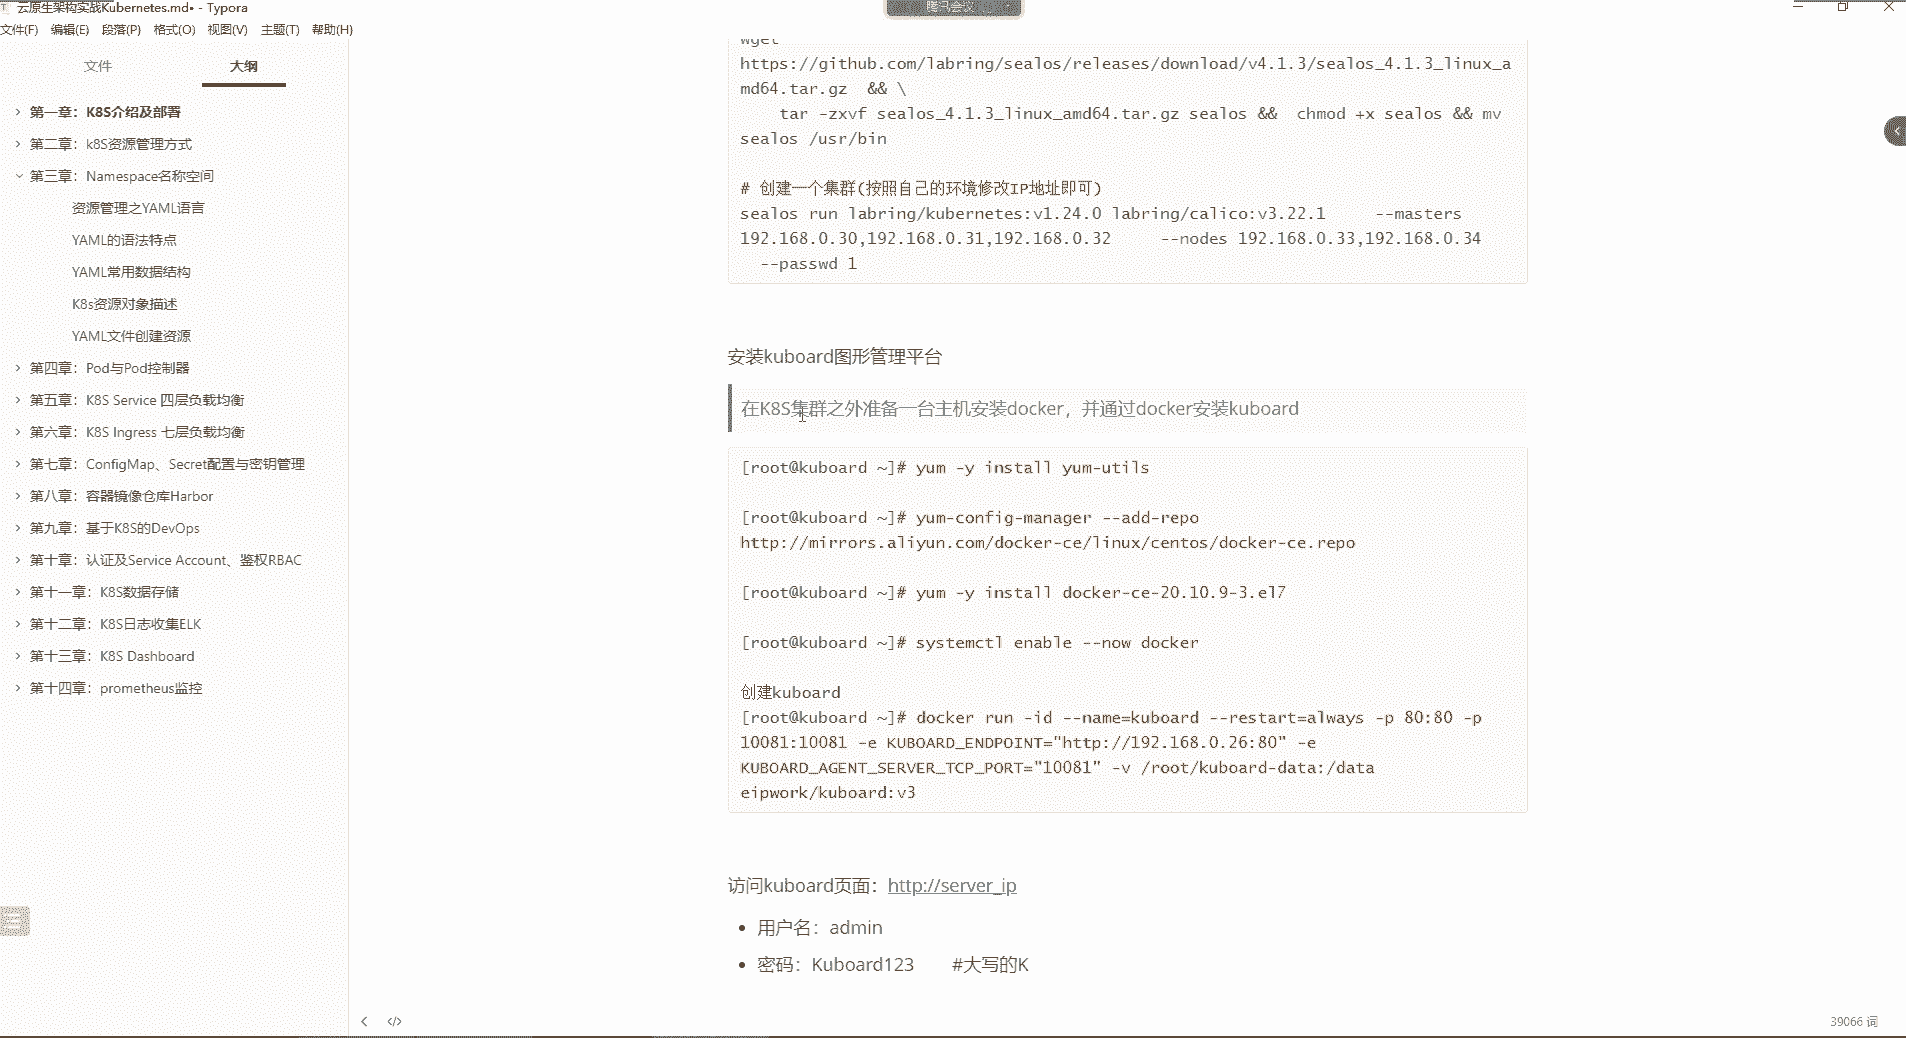 云原生架构实战Kubernetes.md• - Typora
腾讯会议
文件(F) 编辑(E) 段落(P) 格式(O) 视图(V) 主题(T) 帮助(H)
文件 大纲
第一章：K8S介绍及部署
第二章：k8S资源管理方式
第三章：Namespace名称空间
资源管理之YAML语言
YAML的语法特点
YAML常用数据结构
K8s资源对象描述
YAML文件创建资源
第四章：Pod与Pod控制器
第五章：K8S Service 四层负载均衡
第六章：K8S Ingress 七层负载均衡
第七章：ConfigMap、Secret配置与密钥管理
第八章：容器镜像仓库Harbor
第九章：基于K8S的DevOps
第十章：认证及Service Account、鉴权RBAC
第十一章：K8S数据存储
第十二章：K8S日志收集ELK
第十三章：K8S Dashboard
第十四章：prometheus监控
wget
https://github.com/labring/sealos/releases/download/v4.1.3/sealos_4.1.3_linux_a
md64.tar.gz  && \
    tar -zxvf sealos_4.1.3_linux_amd64.tar.gz sealos &&  chmod +x sealos && mv
sealos /usr/bin
# 创建一个集群(按照自己的环境修改IP地址即可)
sealos run labring/kubernetes:v1.24.0 labring/calico:v3.22.1     --masters
192.168.0.30,192.168.0.31,192.168.0.32     --nodes 192.168.0.33,192.168.0.34
  --passwd 1
安装kuboard图形管理平台
在K8S集群之外准备一台主机安装docker，并通过docker安装kuboard
[root@kuboard ~]# yum -y install yum-utils
[root@kuboard ~]# yum-config-manager --add-repo
http://mirrors.aliyun.com/docker-ce/linux/centos/docker-ce.repo
[root@kuboard ~]# yum -y install docker-ce-20.10.9-3.el7
[root@kuboard ~]# systemctl enable --now docker
创建kuboard
[root@kuboard ~]# docker run -id --name=kuboard --restart=always -p 80:80 -p
10081:10081 -e KUBOARD_ENDPOINT="http://192.168.0.26:80" -e
KUBOARD_AGENT_SERVER_TCP_PORT="10081" -v /root/kuboard-data:/data
eipwork/kuboard:v3
访问kuboard页面：http://server_ip
• 用户名：admin
• 密码：Kuboard123  #大写的K
39066 词